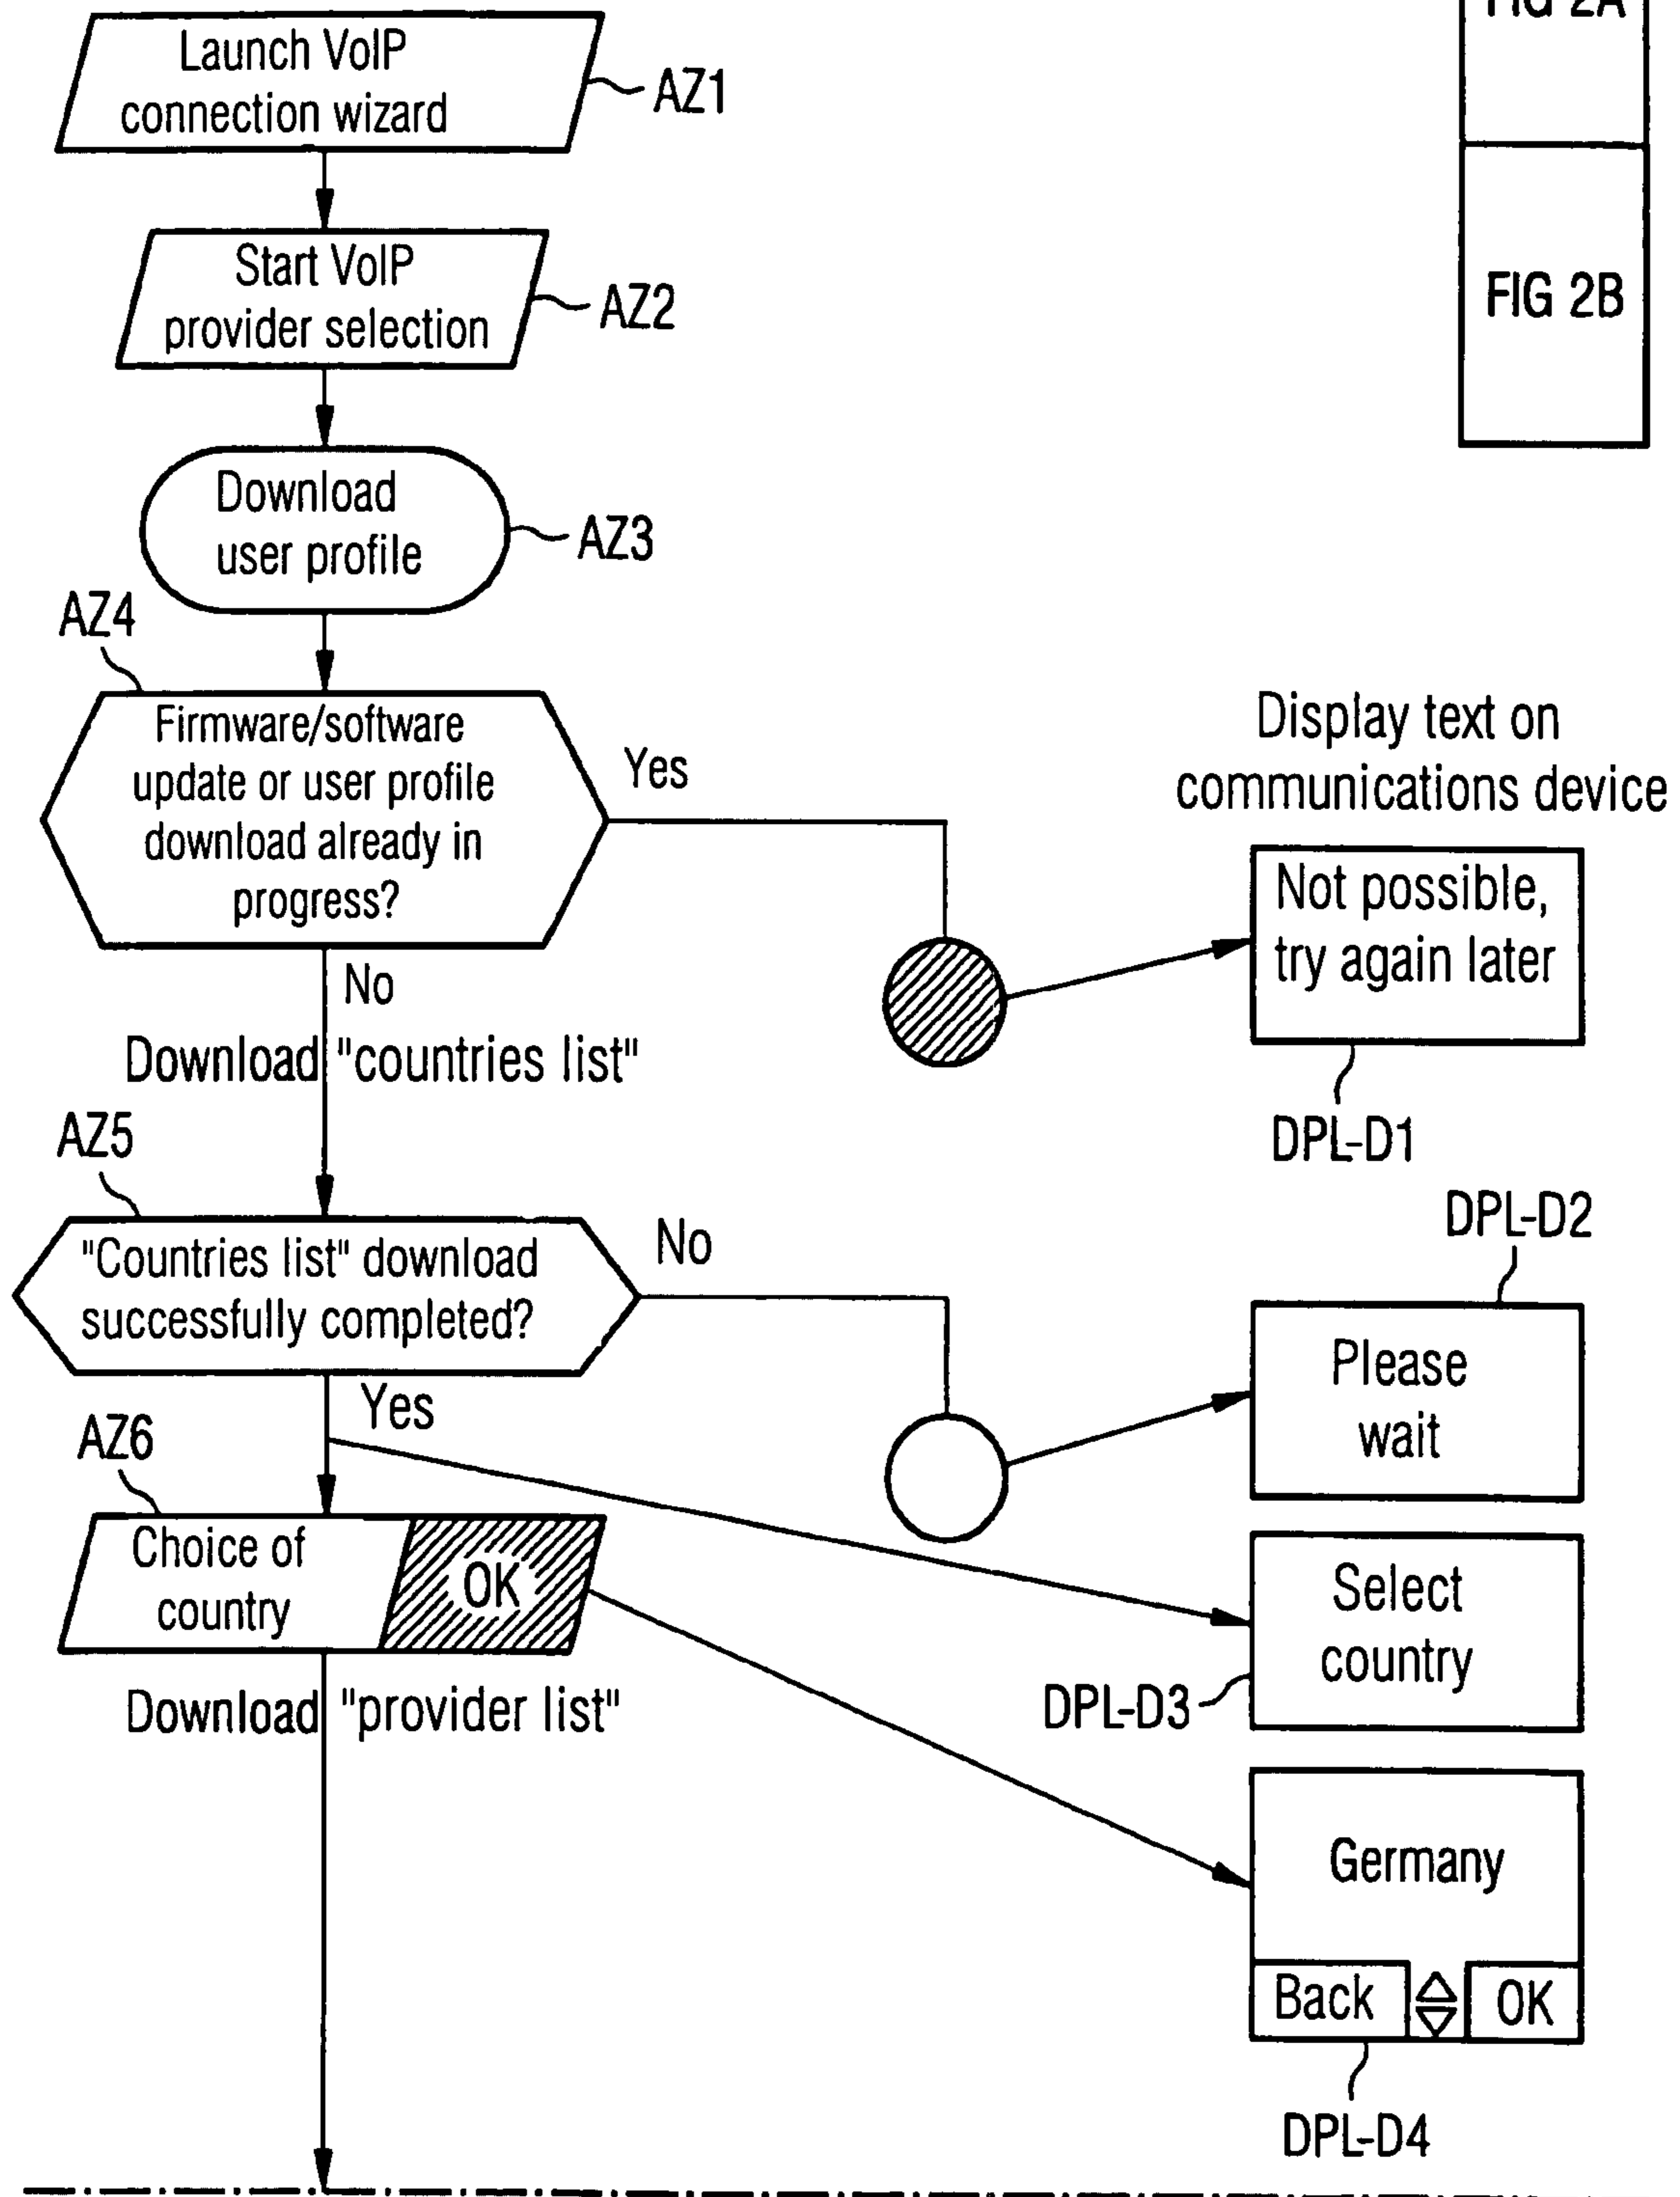 FIG 2A
Launch VoIP
connection wizard
AZ1
FIG 2B
Start VoIP
provider selection
AZ2
Download
user profile
AZ3
AZ4
Firmware/software
update or user profile
download already in
progress?
Yes
Display text on
communications device
Not possible,
try again later
DPL-D1
No
Download "countries list"
AZ5
"Countries list" download
successfully completed?
No
DPL-D2
Please
wait
Yes
AZ6
Choice of
country
OK
Select
country
DPL-D3
Download "provider list"
Germany
Back OK
DPL-D4